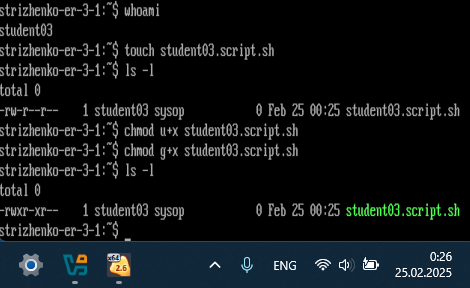 strizhenko-er-3-1:~$ whoami
student03
strizhenko-er-3-1:~$ touch student03.script.sh
strizhenko-er-3-1:~$ ls -l
total 0
-rw-r--r-- 1 student03 sysop 0 Feb 25 00:25 student03.script.sh
strizhenko-er-3-1:~$ chmod u+x student03.script.sh
strizhenko-er-3-1:~$ chmod g+x student03.script.sh
strizhenko-er-3-1:~$ ls -l
total 0
-rwxr-xr-- 1 student03 sysop 0 Feb 25 00:25 student03.script.sh
strizhenko-er-3-1:~$ _
x64
2.6
ENG
0:26
25.02.2025